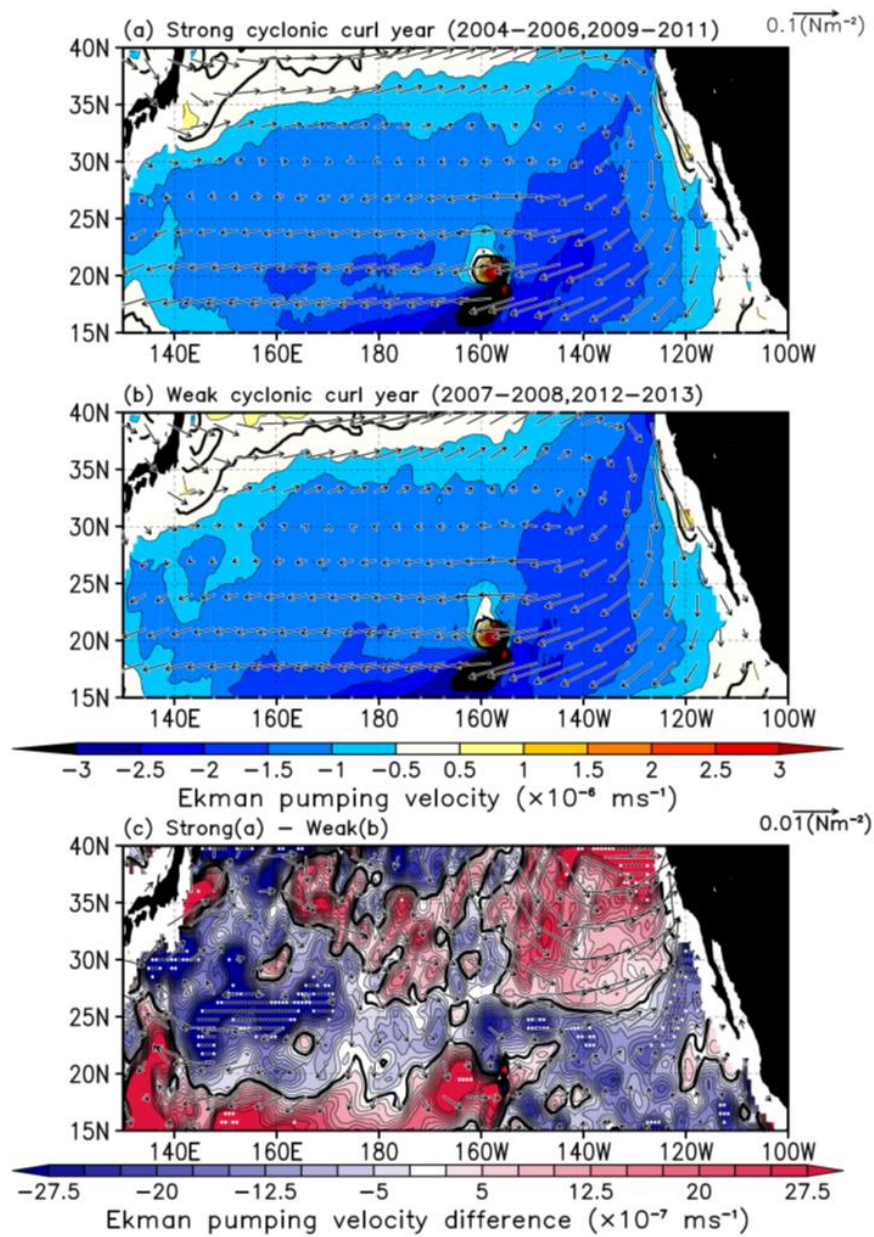 (a) Strong cyclonic curl year (2004−2006,2009−2011)
0.1(Nm⁻²)
40N
35N
30N
25N
20N
15N
140E 160E 180 160W 140W 120W 100W
(b) Weak cyclonic curl year (2007−2008,2012−2013)
40N
35N
30N
25N
20N
15N
140E 160E 180 160W 140W 120W 100W
−3 −2.5 −2 −1.5 −1 −0.5 0.5 1 1.5 2 2.5 3
Ekman pumping velocity (×10⁻⁶ ms⁻¹)
(c) Strong(a) − Weak(b)
0.01(Nm⁻²)
40N
35N
30N
25N
20N
15N
140E 160E 180 160W 140W 120W 100W
−27.5 −20 −12.5 −5 5 12.5 20 27.5
Ekman pumping velocity difference (×10⁻⁷ ms⁻¹)